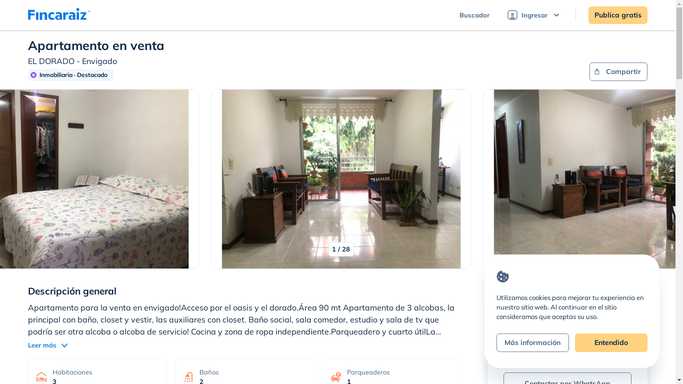 Fincaraiz
Buscador
Ingresar
Publica gratis
Apartamento en venta
EL DORADO - Envigado
Inmobiliaria · Destacado
Compartir
1 / 28
Descripción general
Apartamento para la venta en envigado!Acceso por el oasis y el dorado.Área 90 mt Apartamento de 3 alcobas, la
principal con baño, closet y vestir, las auxiliares con closet. Baño social, sala comedor, estudio y sala de tv que
podría ser otra alcoba o alcoba de servicio! Cocina y zona de ropa independiente.Parqueadero y cuarto útil​La...
Leer más
Habitaciones
3
Baños
2
Parqueaderos
1
Utilizamos cookies para mejorar tu experiencia en
nuestro sitio web. Al continuar en el sitio
consideramos que aceptas su uso.
Más información
Entendido
Contactar por WhatsApp